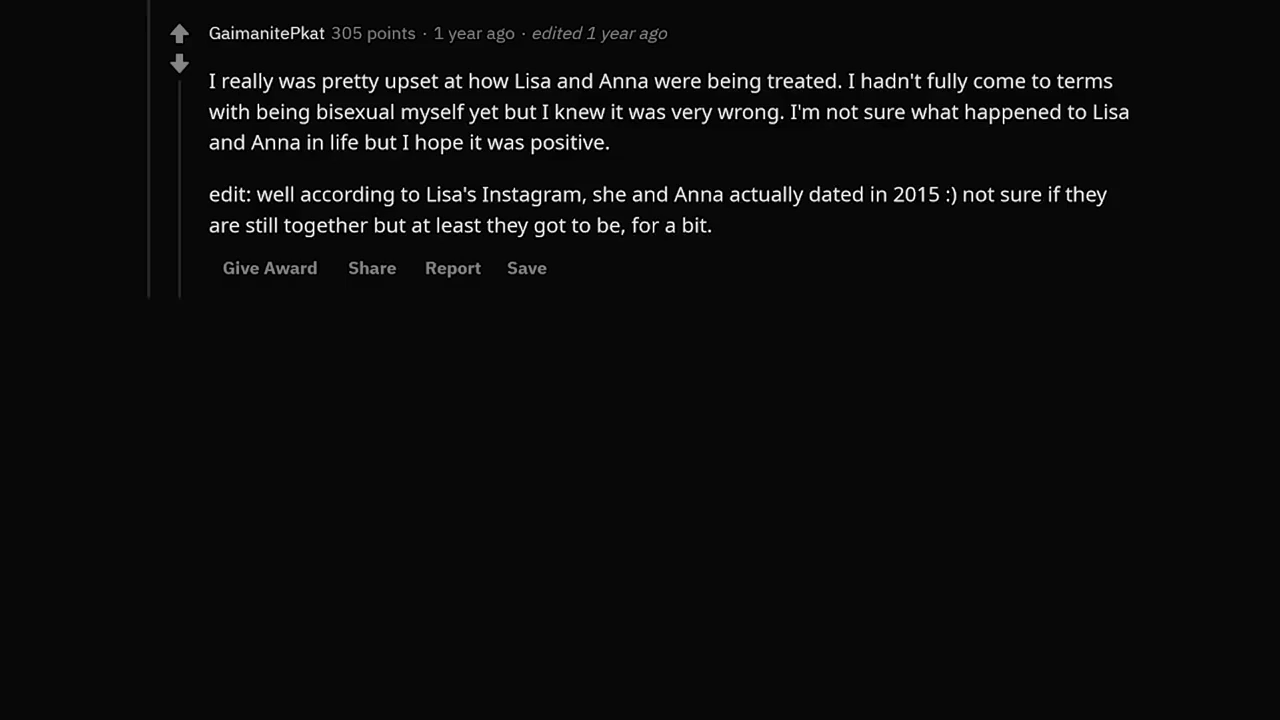 GaimanitePkat 305 points · 1 year ago · edited 1 year ago
I really was pretty upset at how Lisa and Anna were being treated. I hadn't fully come to terms
with being bisexual myself yet but I knew it was very wrong. I'm not sure what happened to Lisa
and Anna in life but I hope it was positive.
edit: well according to Lisa's Instagram, she and Anna actually dated in 2015 :) not sure if they
are still together but at least they got to be, for a bit.
Give Award Share Report Save